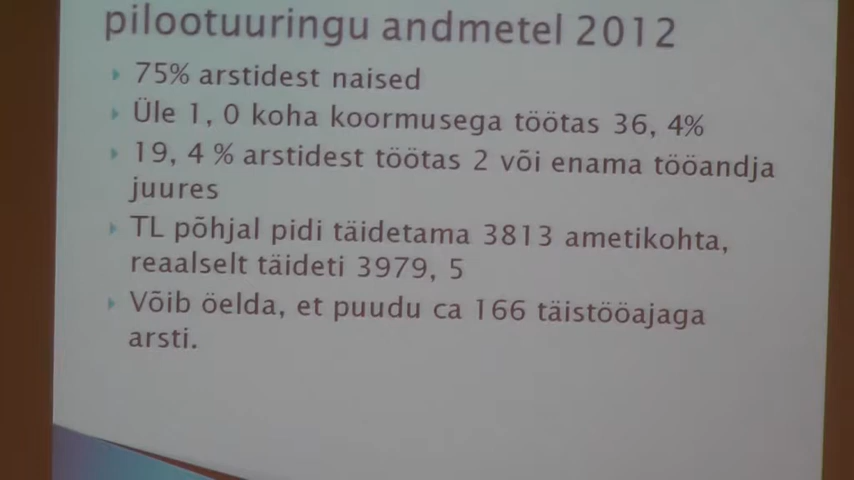 pilootuuringu andmetel 2012
75% arstidest naised
Üle 1, 0 koha koormusega töötas 36, 4%
19, 4 % arstidest töötas 2 või enama tööandja
juures
TL põhjal pidi täidetama 3813 ametikohta,
reaalselt täideti 3979, 5
Võib öelda, et puudu ca 166 täistööajaga
arsti.